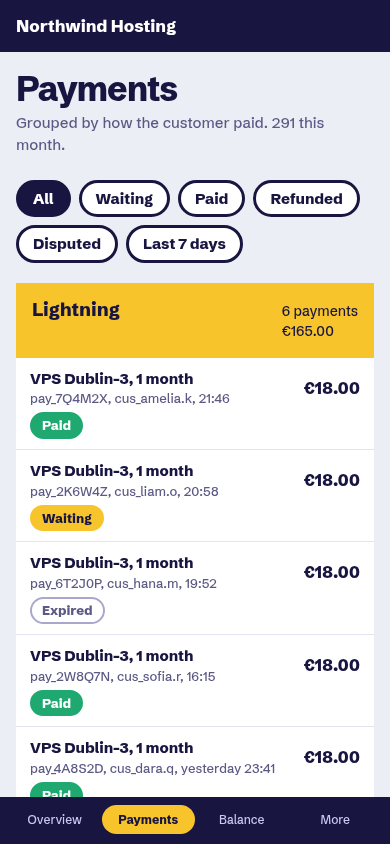 Northwind Hosting
Payments
Grouped by how the customer paid. 291 this
month.
All
Waiting
Paid
Refunded
Disputed
Last 7 days
Lightning
6 payments
€165.00
VPS Dublin-3, 1 month
pay_7Q4M2X, cus_amelia.k, 21:46
€18.00
Paid
VPS Dublin-3, 1 month
pay_2K6W4Z, cus_liam.o, 20:58
€18.00
Waiting
VPS Dublin-3, 1 month
pay_6T2J0P, cus_hana.m, 19:52
€18.00
Expired
VPS Dublin-3, 1 month
pay_2W8Q7N, cus_sofia.r, 16:15
€18.00
Paid
VPS Dublin-3, 1 month
pay_4A8S2D, cus_dara.q, yesterday 23:41
€18.00
Paid
Overview
Payments
Balance
More